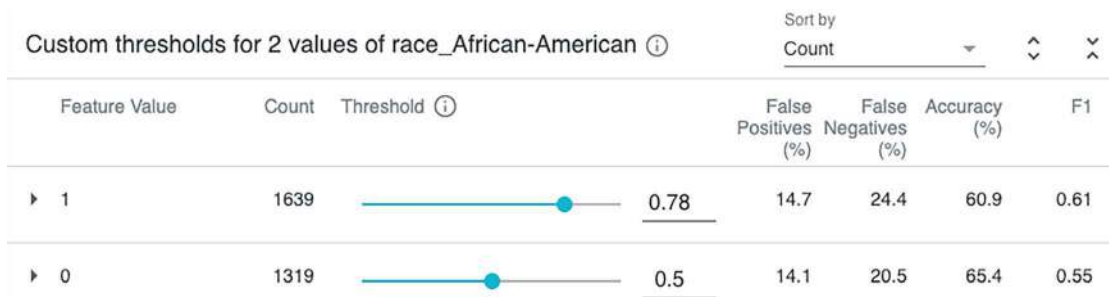 Custom thresholds for 2 values of race_African-American
Sort by
Count
Feature Value Count Threshold False Positives (%) False Negatives (%) Accuracy (%) F1
1 1639 0.78 14.7 24.4 60.9 0.61
0 1319 0.5 14.1 20.5 65.4 0.55